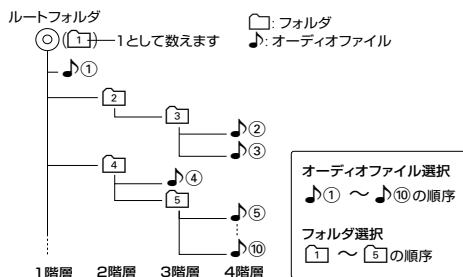 ルートフォルダ
1 1として数えます
: フォルダ
: オーディオファイル
①
2
3
②
③
4
④
5
⑤
⑩
1階層 2階層 3階層 4階層
オーディオファイル選択
① ～ ⑩の順序
フォルダ選択
1 ～ 5の順序